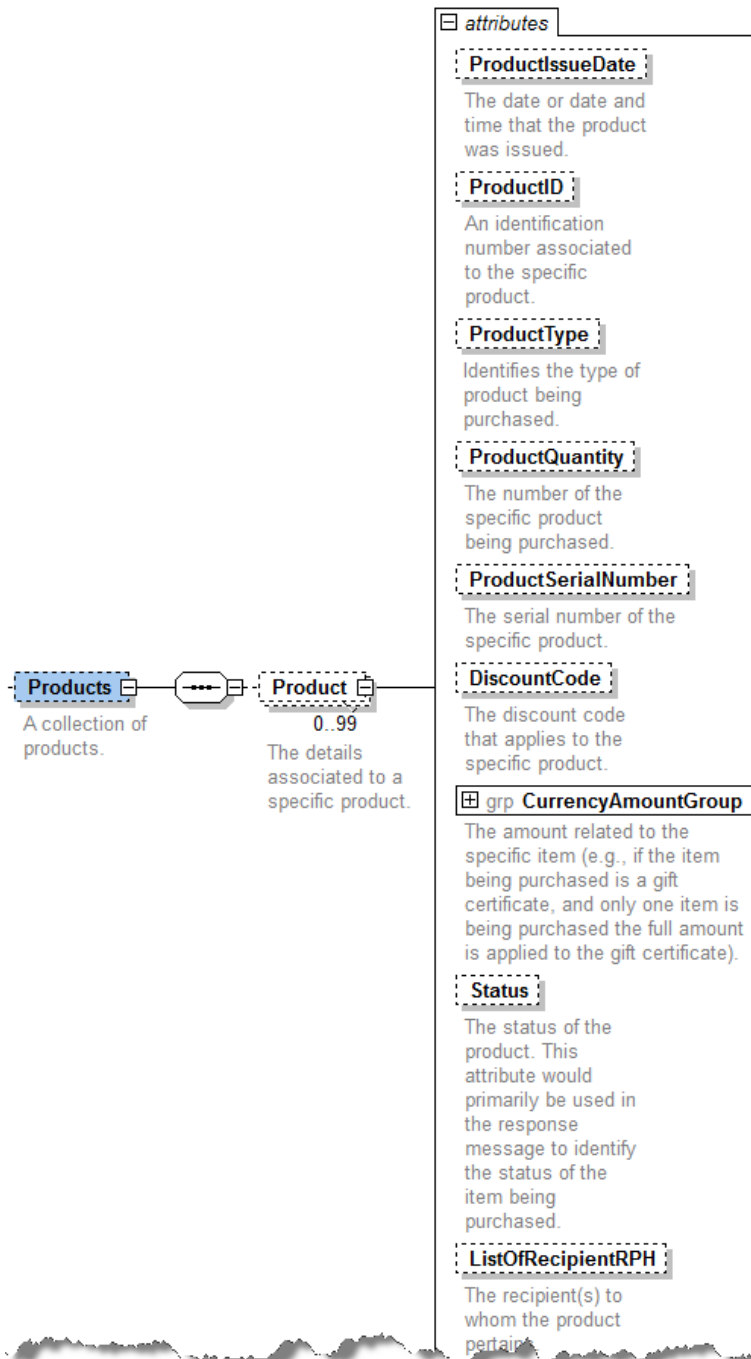 attributes
ProductIssueDate
The date or date and
time that the product
was issued.
ProductID
An identification
number associated
to the specific
product.
ProductType
Identifies the type of
product being
purchased.
ProductQuantity
The number of the
specific product
being purchased.
ProductSerialNumber
The serial number of the
specific product.
Products
A collection of
products.
Product
0..99
The details
associated to a
specific product.
DiscountCode
The discount code
that applies to the
specific product.
grp CurrencyAmountGroup
The amount related to the
specific item (e.g., if the item
being purchased is a gift
certificate, and only one item is
being purchased the full amount
is applied to the gift certificate).
Status
The status of the
product. This
attribute would
primarily be used in
the response
message to identify
the status of the
item being
purchased.
ListOfRecipientRPH
The recipient(s) to
whom the product
pertains.